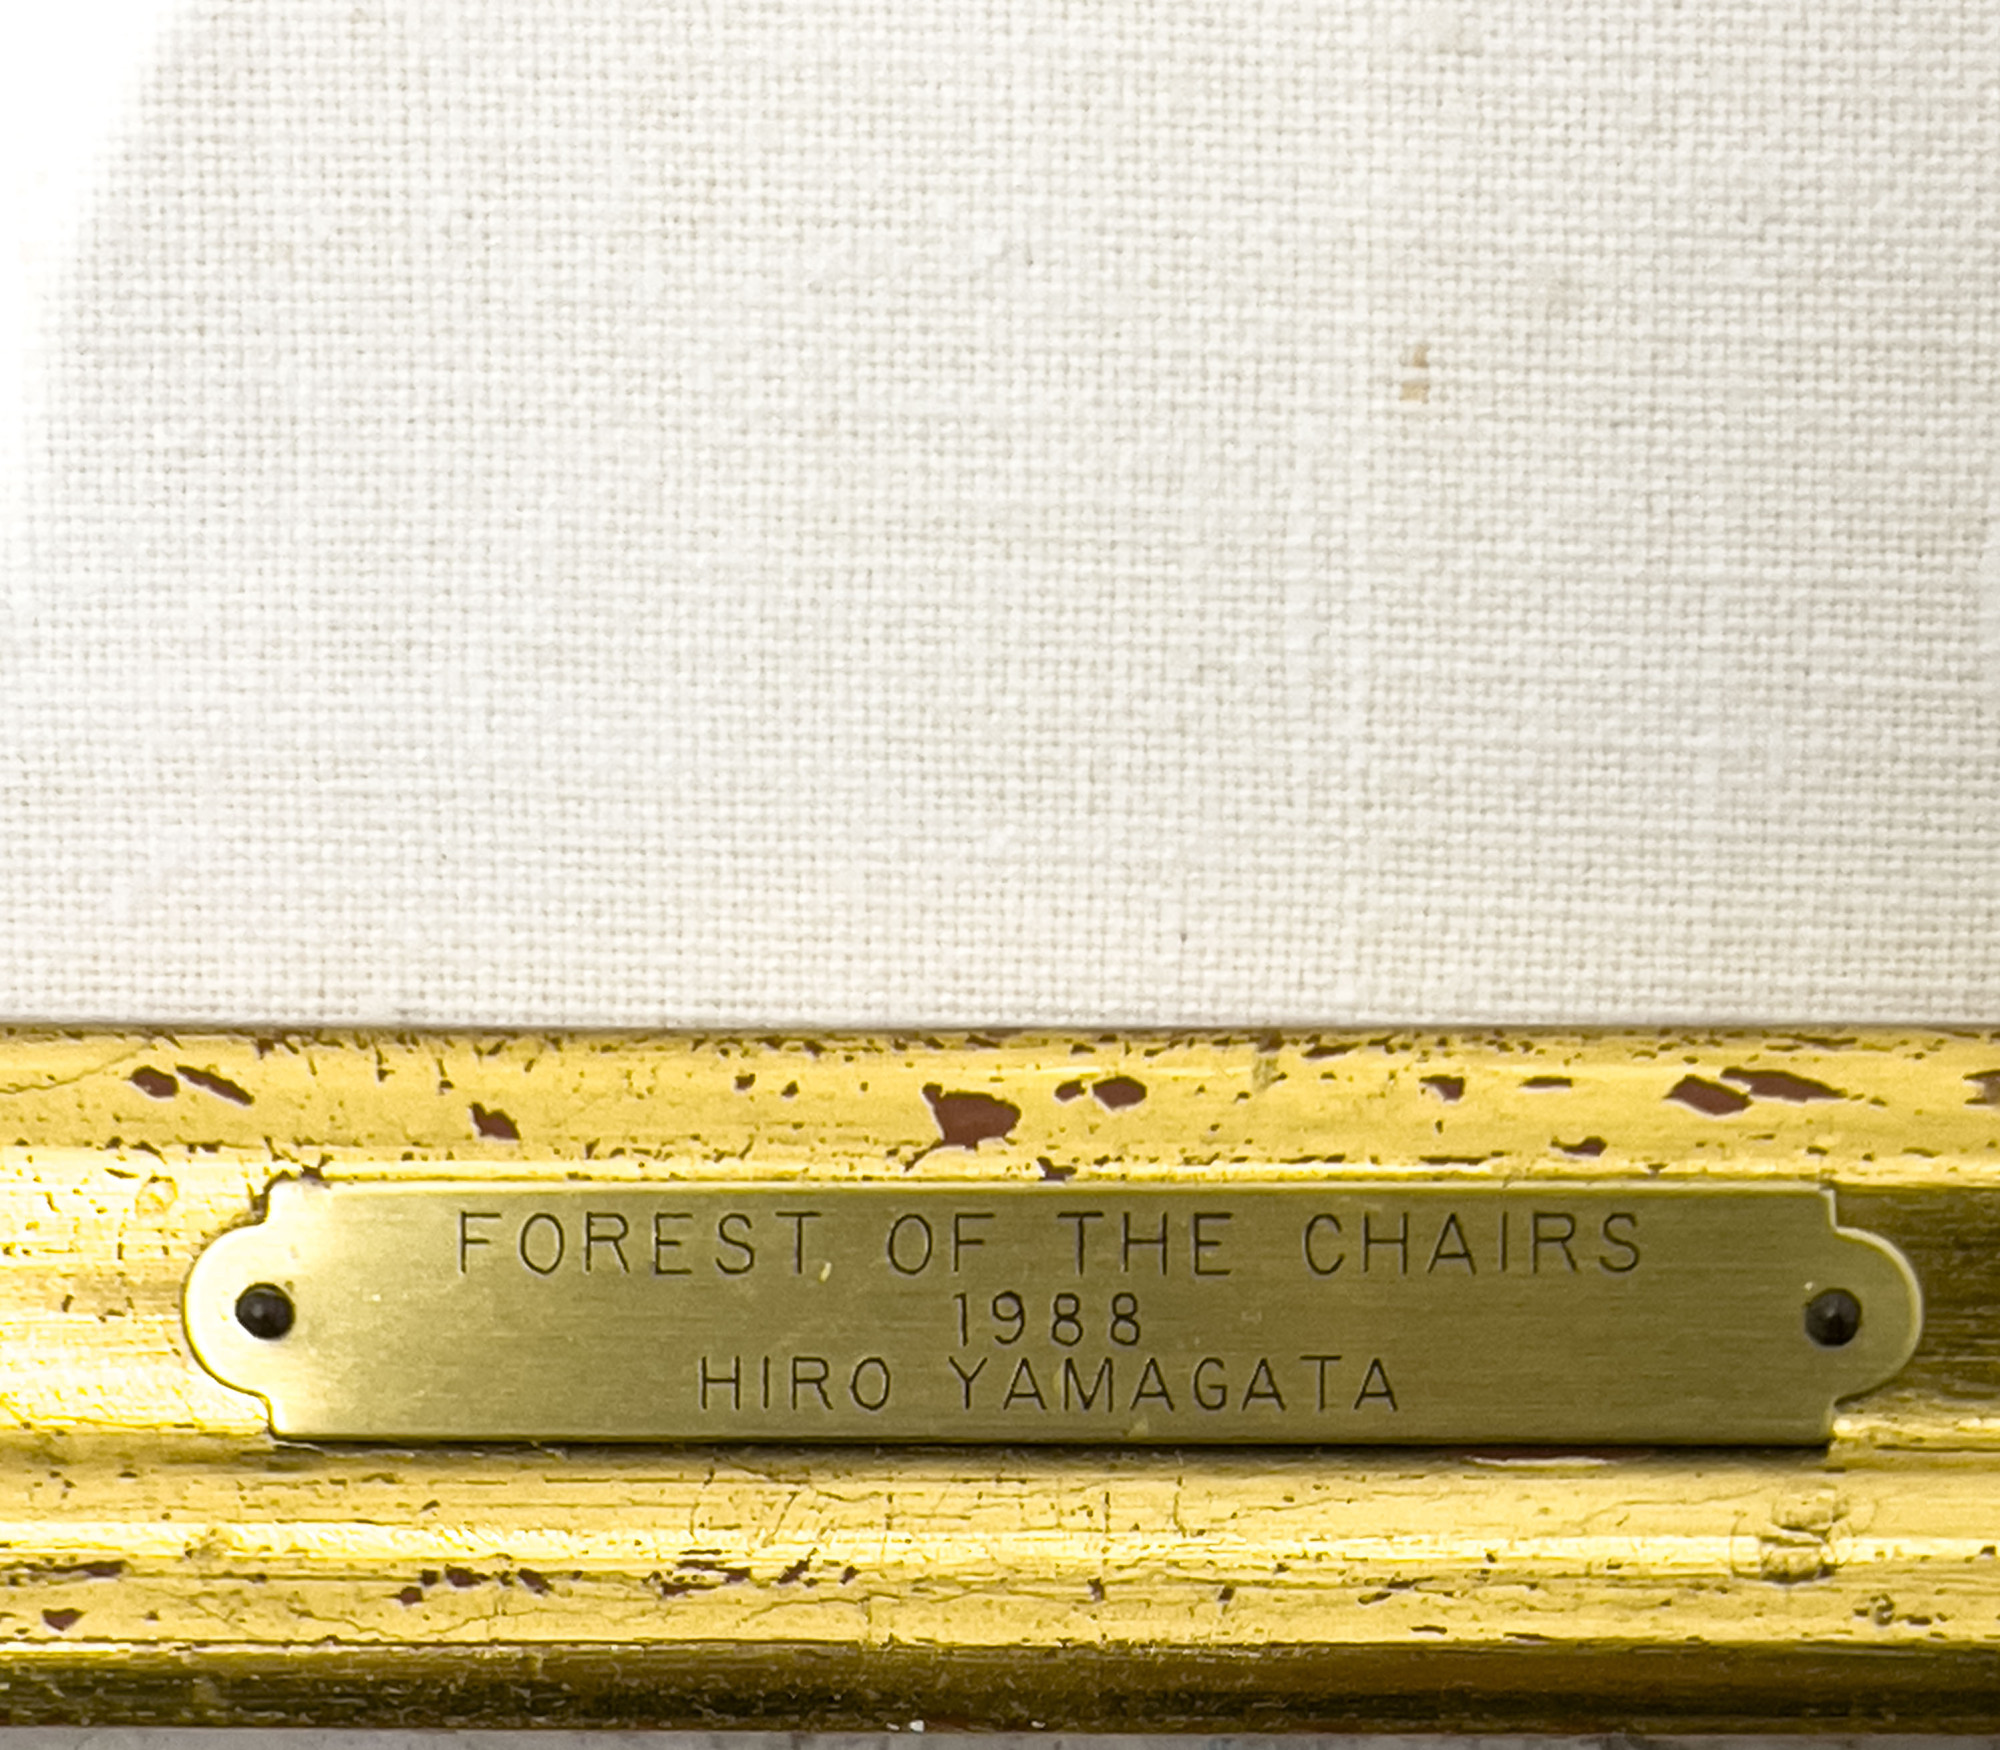 FOREST OF THE CHAIRS
1988
HIRO YAMAGATA